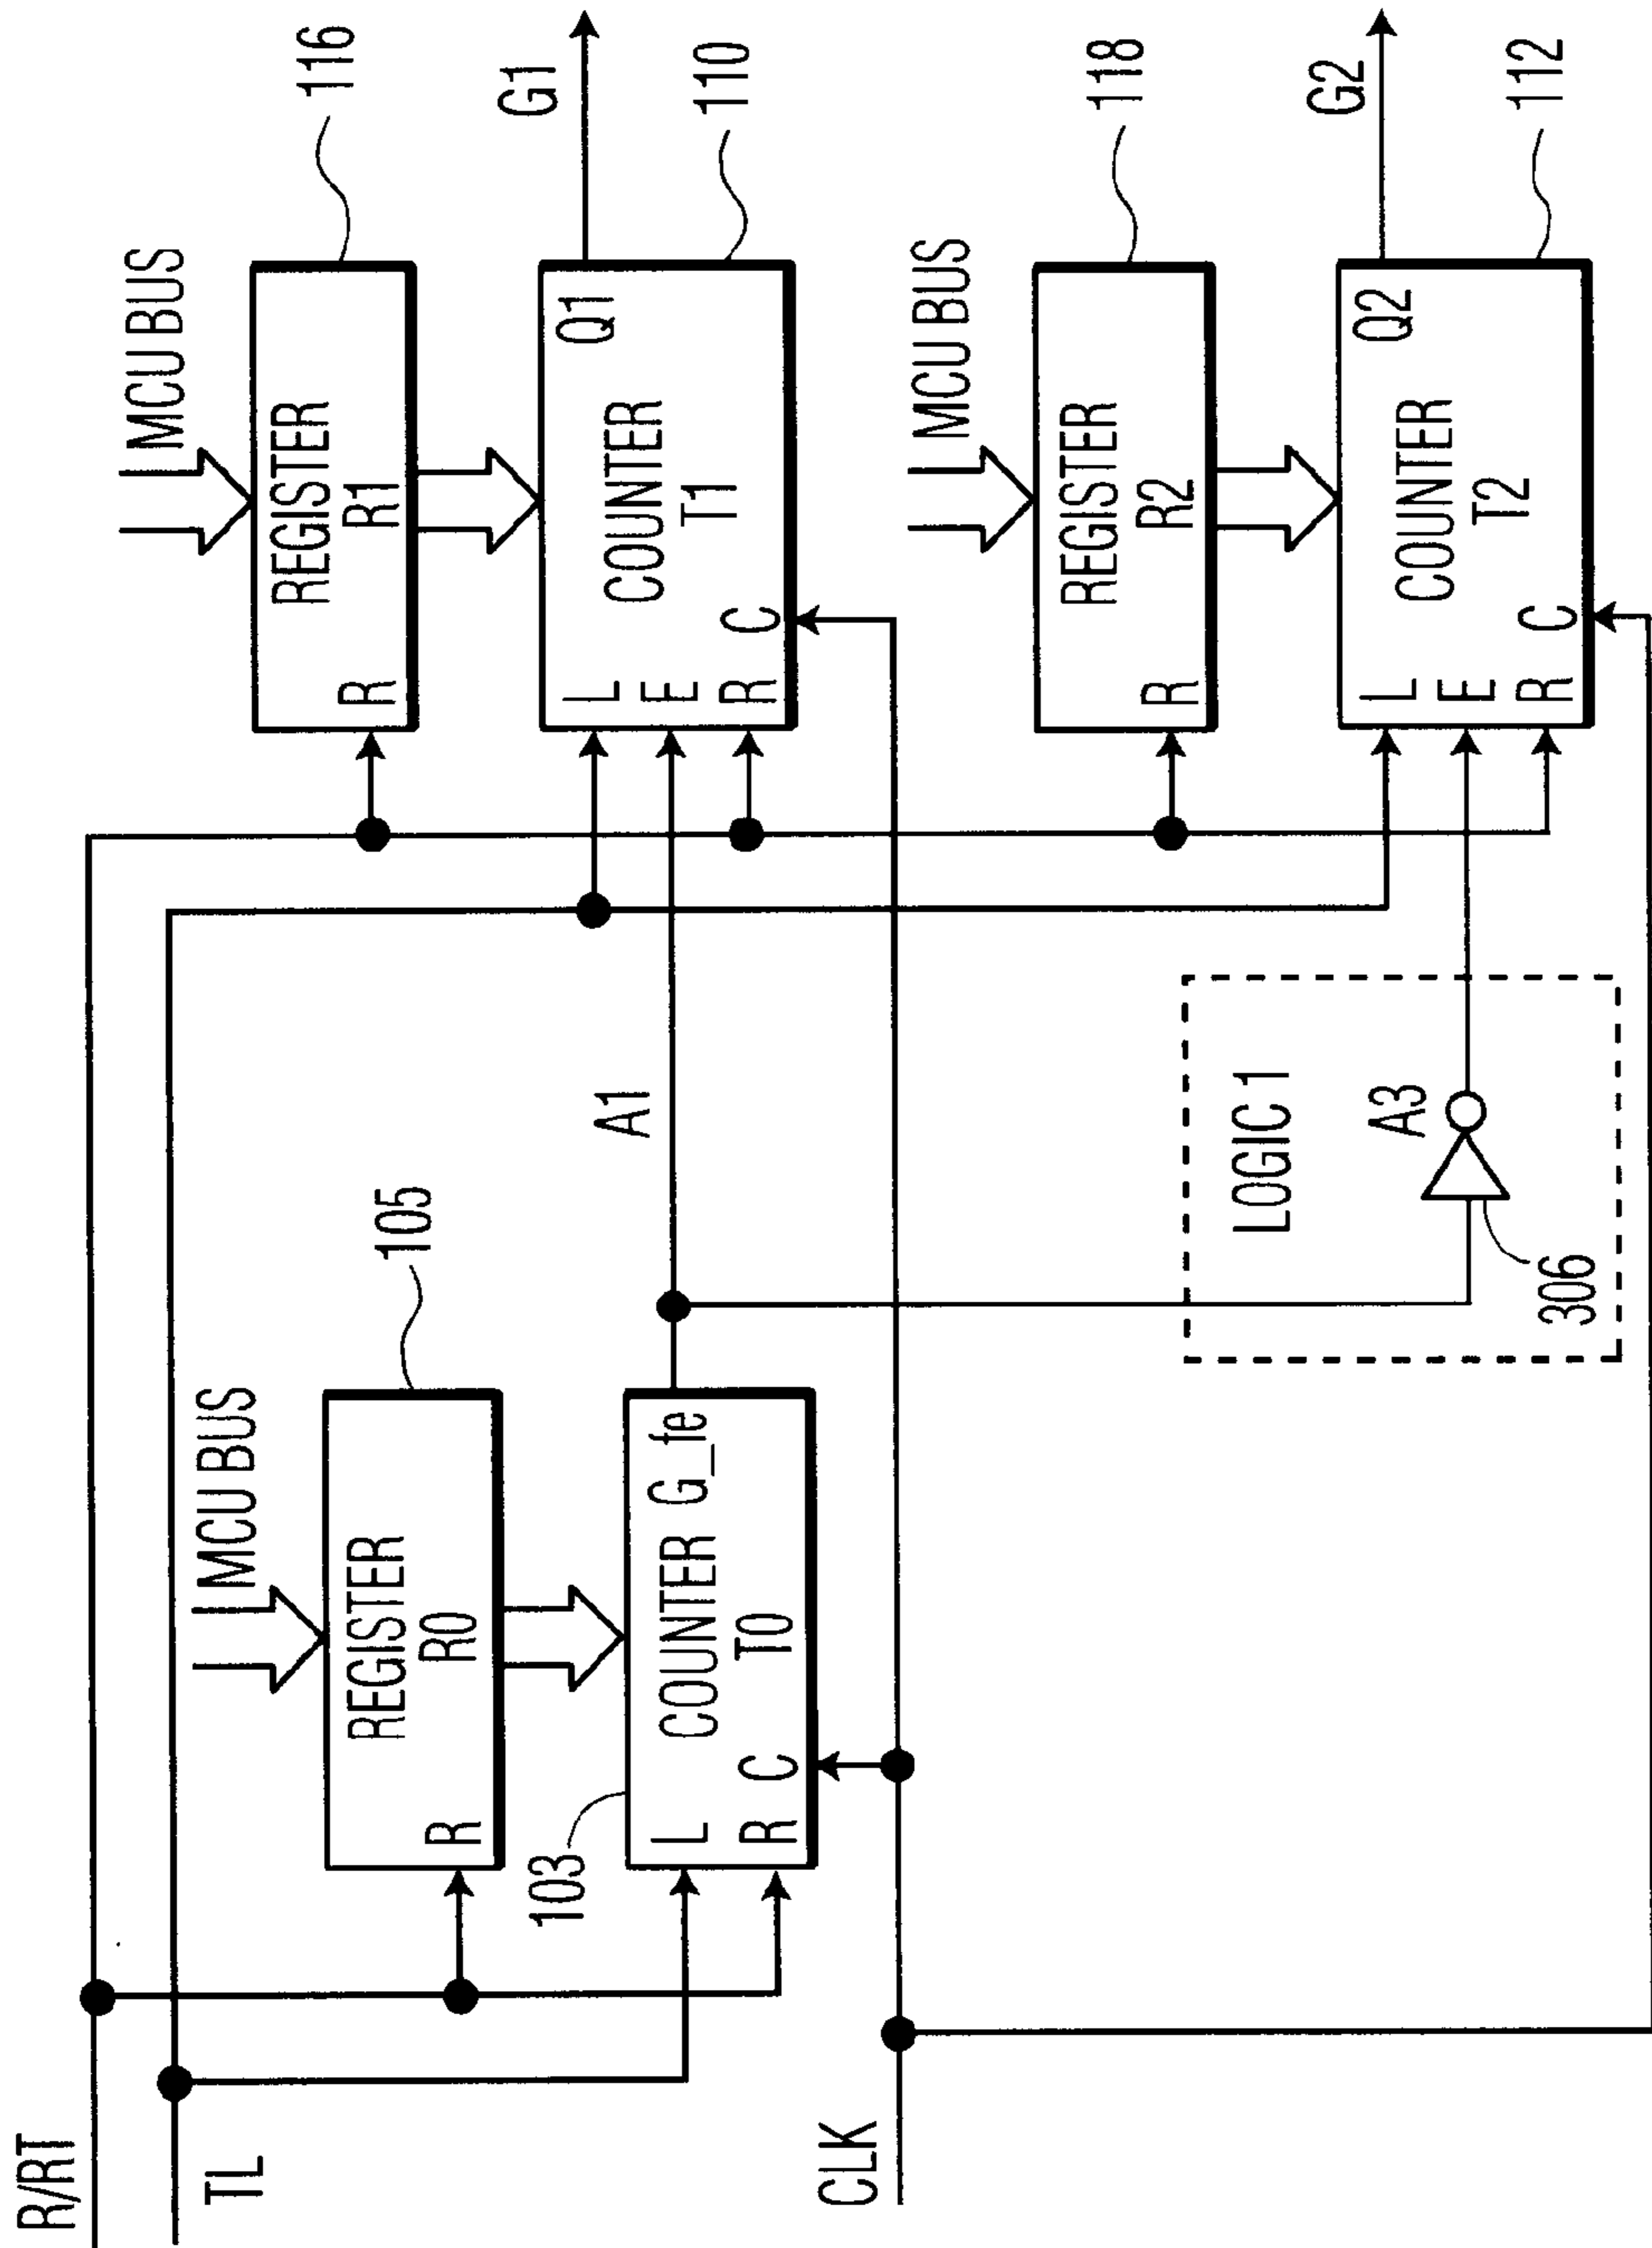 R/RT
TL
CLK
MCU BUS
REGISTER
R0
R
105
COUNTER
T0
G_fe
L
R
C
103
A1
LOGIC 1
A3
306
MCU BUS
REGISTER
R1
R
116
COUNTER
T1
Q1
L
E
R
C
G1
110
MCU BUS
REGISTER
R2
R
118
COUNTER
T2
Q2
L
E
R
C
G2
112